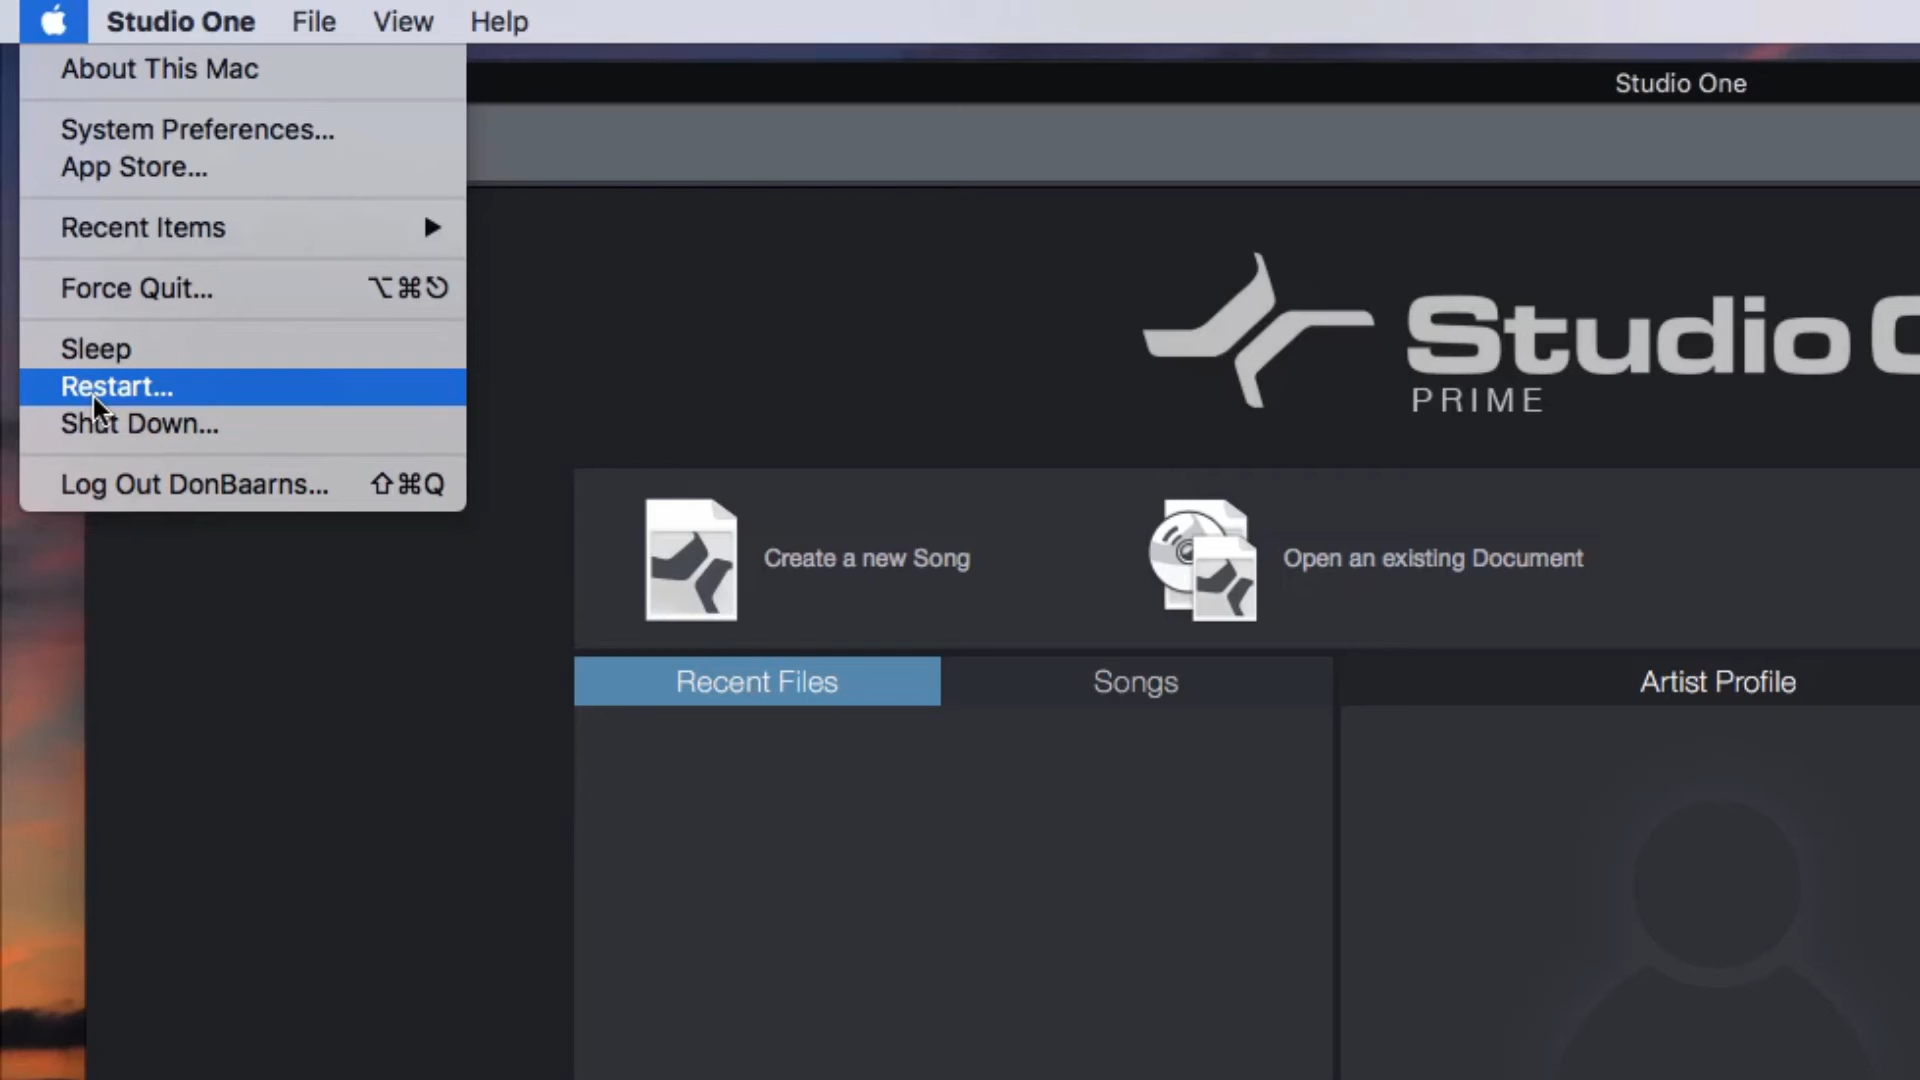 Studio One File View Help
About This Mac
System Preferences...
App Store...
Recent Items ▶
Force Quit... ⌥⌘⎋
Sleep
Restart...
Shut Down...
Log Out DonBaarns... ⇧⌘Q
Studio One
Studio
PRIME
Create a new Song
Open an existing Document
Recent Files
Songs
Artist Profile